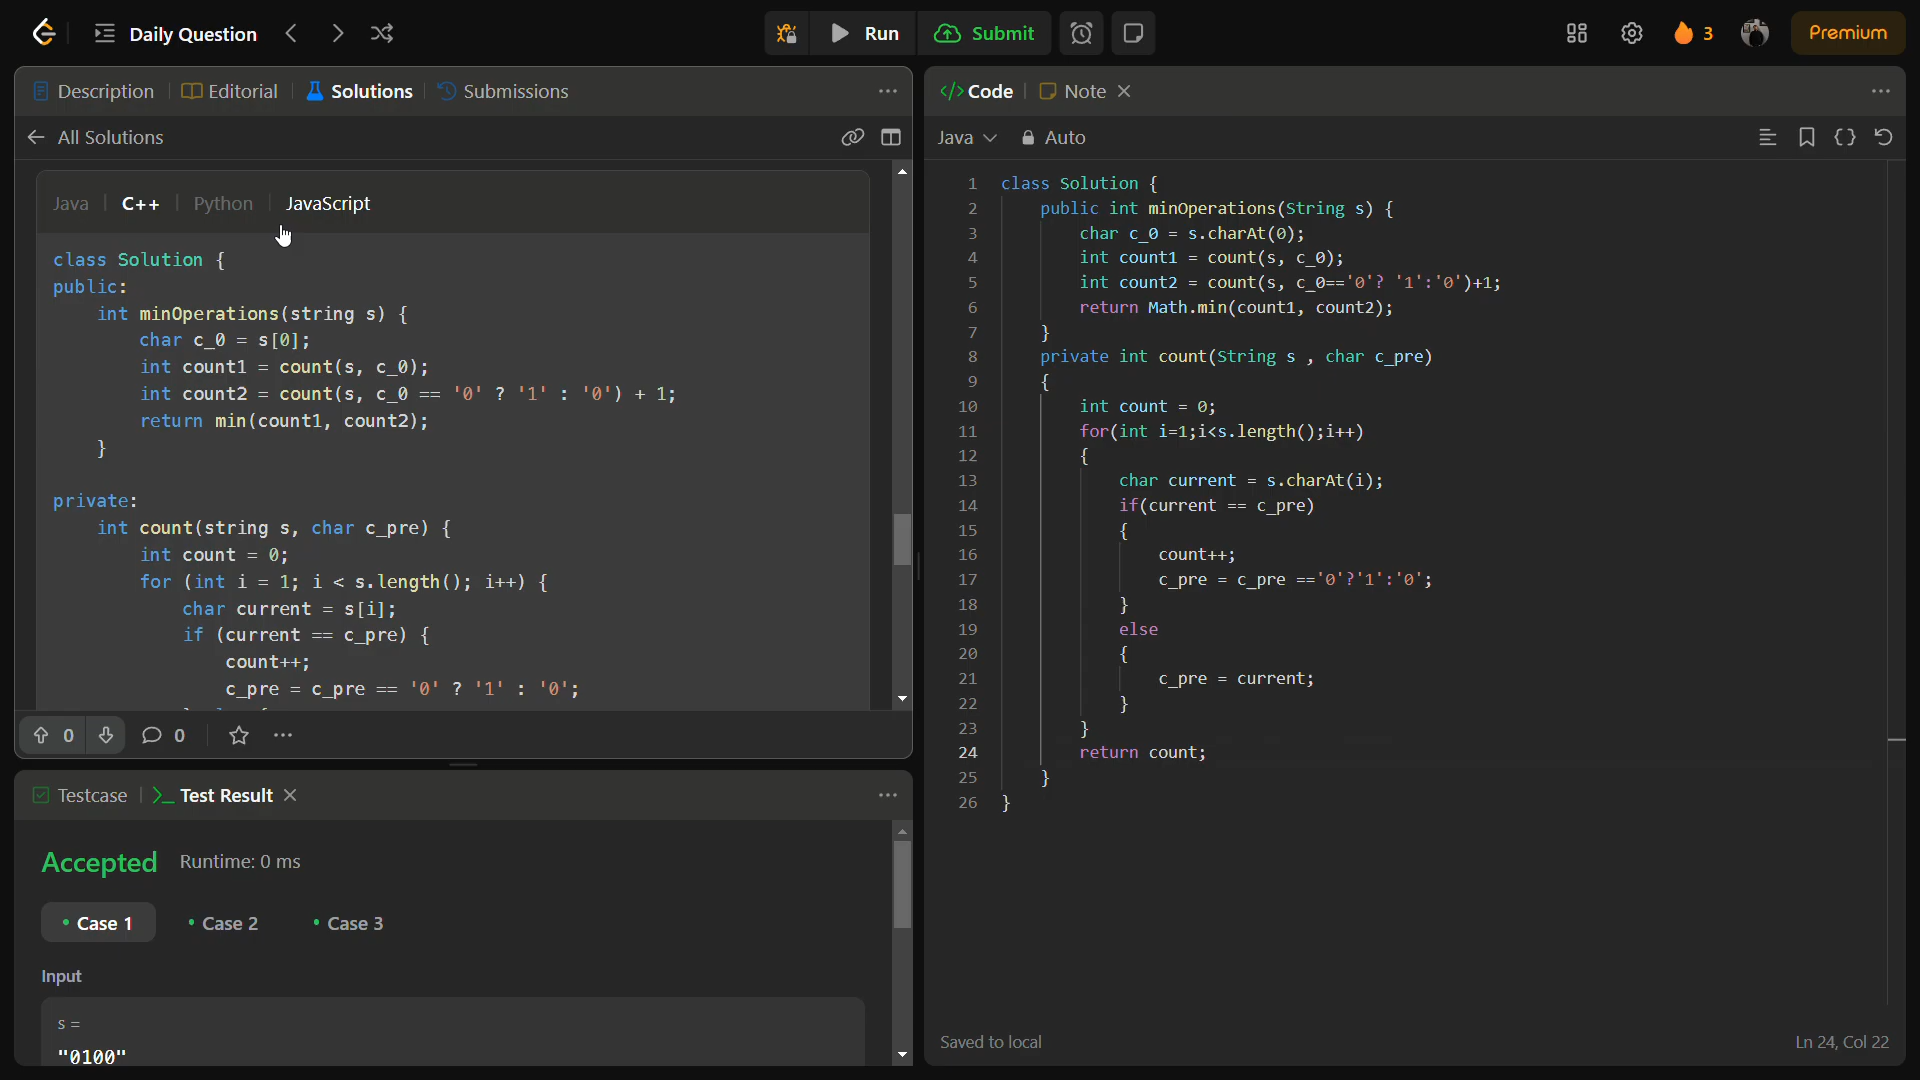 Daily Question
Run
Submit
3
Premium
Description
Editorial
Solutions
Submissions
All Solutions
Java
C++
Python
JavaScript
class Solution {
public:
    int minOperations(string s) {
        char c_0 = s[0];
        int count1 = count(s, c_0);
        int count2 = count(s, c_0 == '0' ? '1' : '0') + 1;
        return min(count1, count2);
    }
private:
    int count(string s, char c_pre) {
        int count = 0;
        for (int i = 1; i < s.length(); i++) {
            char current = s[i];
            if (current == c_pre) {
                count++;
                c_pre = c_pre == '0' ? '1' : '0';
0
0
Testcase
Test Result
Accepted
Runtime: 0 ms
Case 1
Case 2
Case 3
Input
s =
"0100"
</> Code
Note
Java
Auto
1 class Solution {
2     public int minOperations(String s) {
3         char c_0 = s.charAt(0);
4         int count1 = count(s, c_0);
5         int count2 = count(s, c_0=='0'? '1':'0')+1;
6         return Math.min(count1, count2);
7     }
8     private int count(String s , char c_pre)
9     {
10         int count = 0;
11         for(int i=1;i<s.length();i++)
12         {
13             char current = s.charAt(i);
14             if(current == c_pre)
15             {
16                 count++;
17                 c_pre = c_pre =='0'?'1':'0';
18             }
19             else
20             {
21                 c_pre = current;
22             }
23         }
24         return count;
25     }
26 }
Saved to local
Ln 24, Col 22